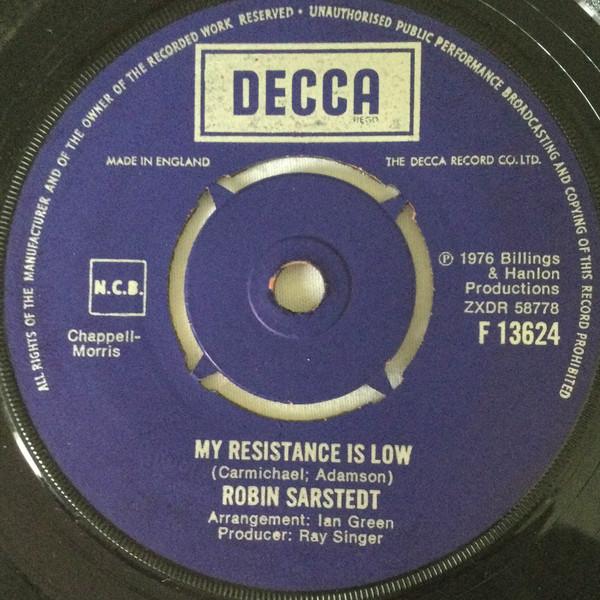 ALL RIGHTS OF THE MANUFACTURER AND OF THE OWNER OF THE RECORDED WORK RESERVED • UNAUTHORISED PUBLIC PERFORMANCE BROADCASTING AND COPYING OF THIS RECORD PROHIBITED
DECCA
REGD
MADE IN ENGLAND
THE DECCA RECORD CO. LTD.
N.C.B.
Chappell-
Morris
℗ 1976 Billings
& Hanlon
Productions
ZXDR 58778
F 13624
MY RESISTANCE IS LOW
(Carmichael; Adamson)
ROBIN SARSTEDT
Arrangement: Ian Green
Producer: Ray Singer